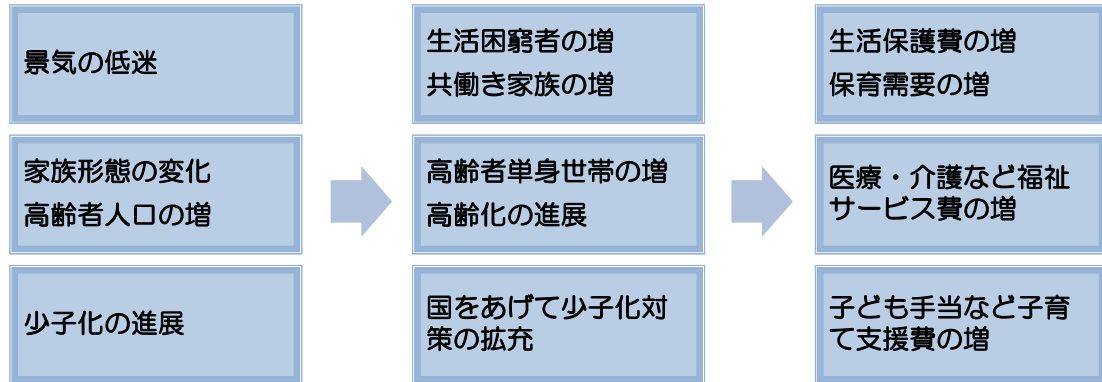 景気の低迷
生活困窮者の増
共働き家族の増
生活保護費の増
保育需要の増
家族形態の変化
高齢者人口の増
高齢者単身世帯の増
高齢化の進展
医療・介護など福祉
サービス費の増
少子化の進展
国をあげて少子化対
策の拡充
子ども手当など子育
て支援費の増